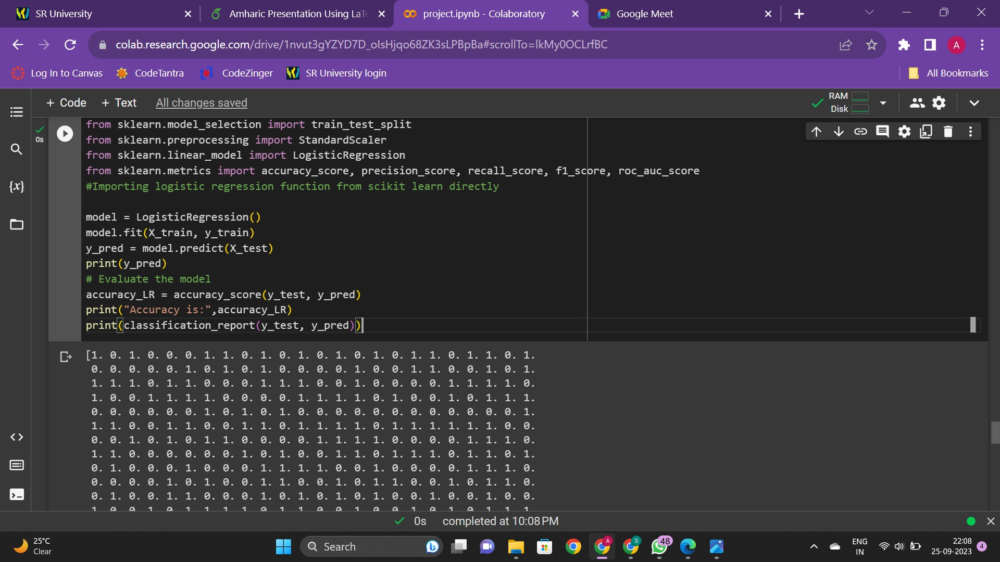 SR University
Amharic Presentation Using LaTe
project.ipynb - Colaboratory
Google Meet
colab.research.google.com/drive/1nvut3gYZYD7D_oIsHjqo68ZK3sLPBpBa#scrollTo=lkMy0OCLrfBC
A
Log In to Canvas
CodeTantra
CodeZinger
SR University login
All Bookmarks
+ Code
+ Text
All changes saved
RAM
Disk
0s
from sklearn.model_selection import train_test_split
from sklearn.preprocessing import StandardScaler
from sklearn.linear_model import LogisticRegression
from sklearn.metrics import accuracy_score, precision_score, recall_score, f1_score, roc_auc_score
#Importing logistic regression function from scikit learn directly
model = LogisticRegression()
model.fit(X_train, y_train)
y_pred = model.predict(X_test)
print(y_pred)
# Evaluate the model
accuracy_LR = accuracy_score(y_test, y_pred)
print("Accuracy is:",accuracy_LR)
print(classification_report(y_test, y_pred))
{x}
[1. 0. 1. 0. 0. 0. 1. 1. 0. 1. 0. 1. 0. 1. 0. 1. 0. 1. 1. 0. 1. 1. 0. 1.
0. 0. 0. 0. 0. 1. 0. 1. 0. 1. 0. 0. 0. 0. 1. 0. 0. 1. 1. 0. 0. 1. 0. 1.
1. 1. 1. 0. 1. 1. 0. 0. 0. 1. 1. 1. 0. 0. 1. 0. 0. 0. 0. 1. 1. 1. 1. 0.
1. 0. 0. 1. 1. 1. 1. 0. 0. 0. 0. 1. 1. 1. 1. 0. 1. 0. 0. 1. 0. 1. 1. 1.
0. 0. 0. 0. 0. 0. 1. 0. 1. 0. 1. 0. 0. 0. 0. 0. 0. 0. 0. 0. 0. 0. 0. 1.
1. 1. 0. 0. 1. 1. 0. 0. 1. 1. 0. 1. 1. 1. 1. 0. 1. 1. 1. 1. 1. 1. 0. 0.
0. 0. 1. 0. 1. 0. 1. 1. 0. 0. 0. 0. 1. 1. 1. 1. 0. 0. 0. 0. 1. 1. 1. 0.
1. 1. 0. 0. 0. 0. 0. 0. 1. 0. 1. 0. 0. 1. 0. 1. 0. 1. 1. 1. 0. 1. 0. 1.
0. 1. 0. 0. 0. 1. 0. 0. 0. 1. 1. 1. 1. 0. 0. 1. 0. 1. 0. 0. 1. 1. 1. 0.
0. 0. 0. 0. 1. 0. 1. 0. 0. 1. 1. 0. 0. 1. 0. 1. 1. 0. 0. 1. 0. 1. 1. 0.
0. 1. 0. 0. 1. 1. 0. 0. 0. 1. 0. 1. 0. 1. 0. 1. 0. 0. 1. 0. 0. 1. 0. 0.
0s completed at 10:08 PM
25°C
Clear
Search
A
S
48
ENG
IN
22:08
25-09-2023
4